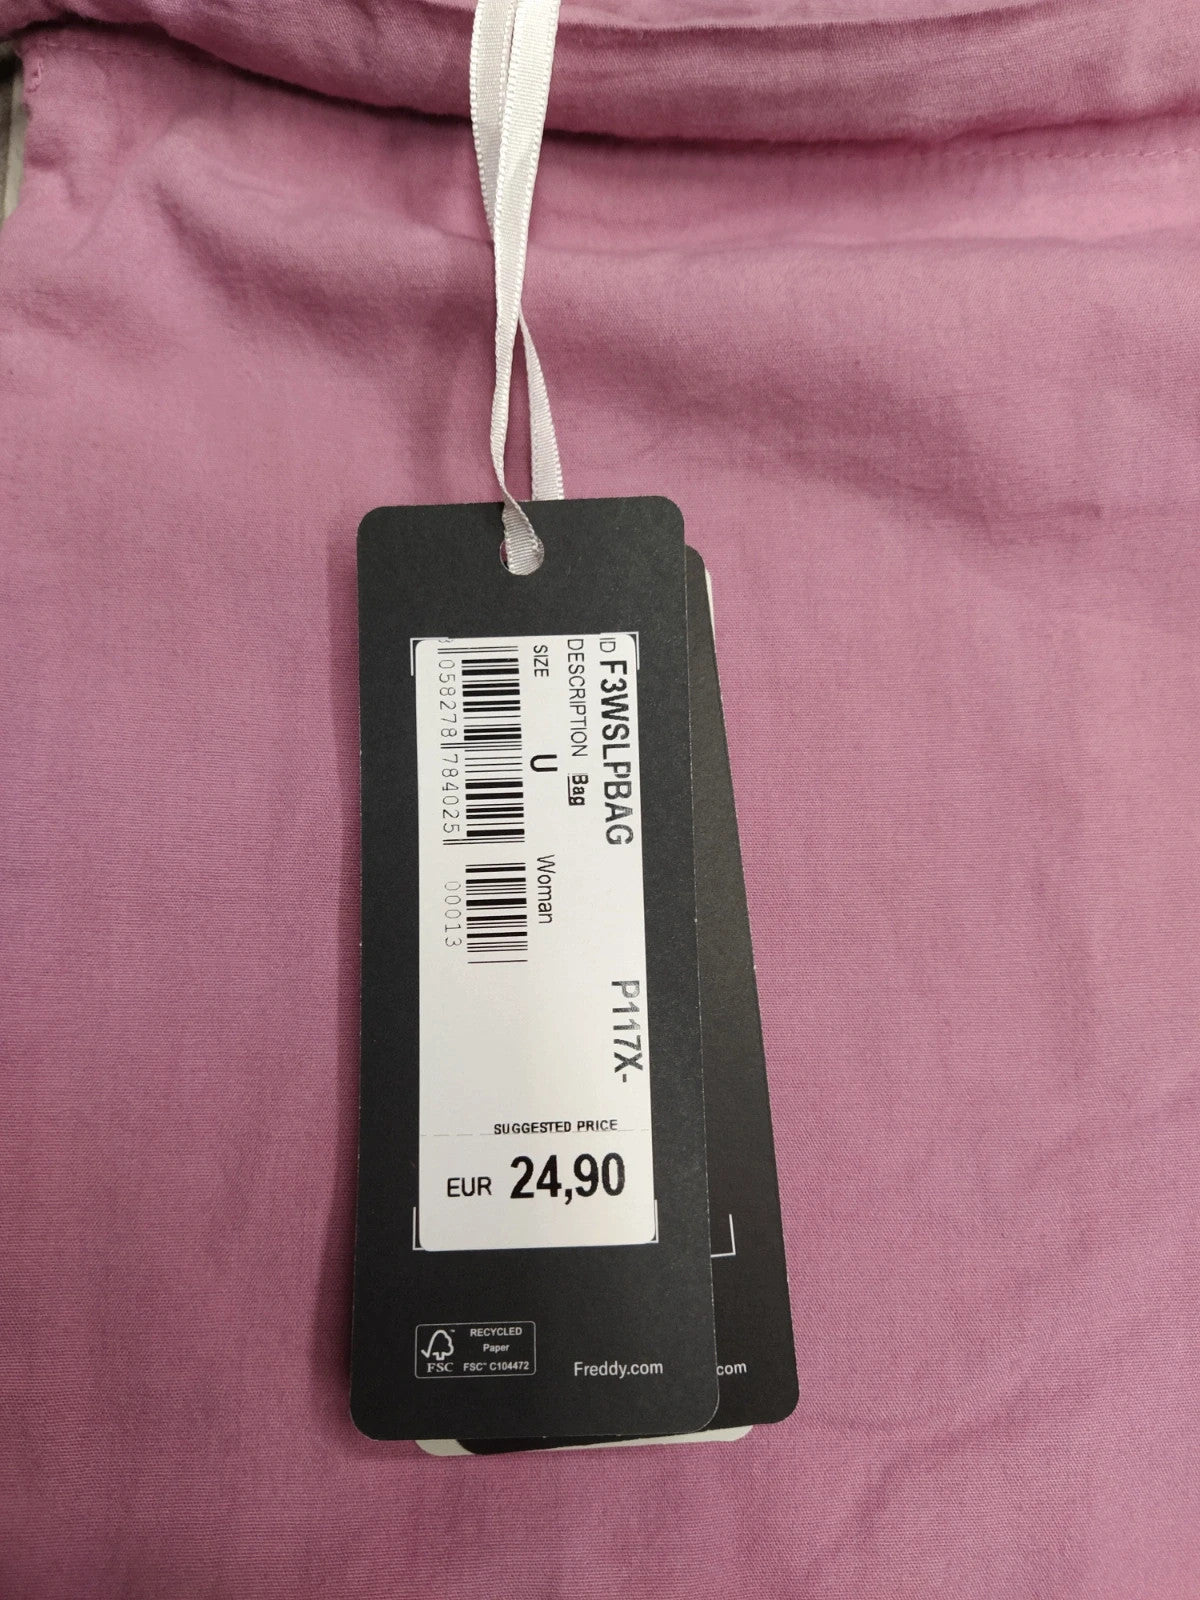 ID F3WSLPBAG P117X-
DESCRIPTION Bag
SIZE U Woman
058278 784025 00013
SUGGESTED PRICE
EUR 24,90
FSC
RECYCLED
Paper
FSC™ C104472
Freddy.com
com